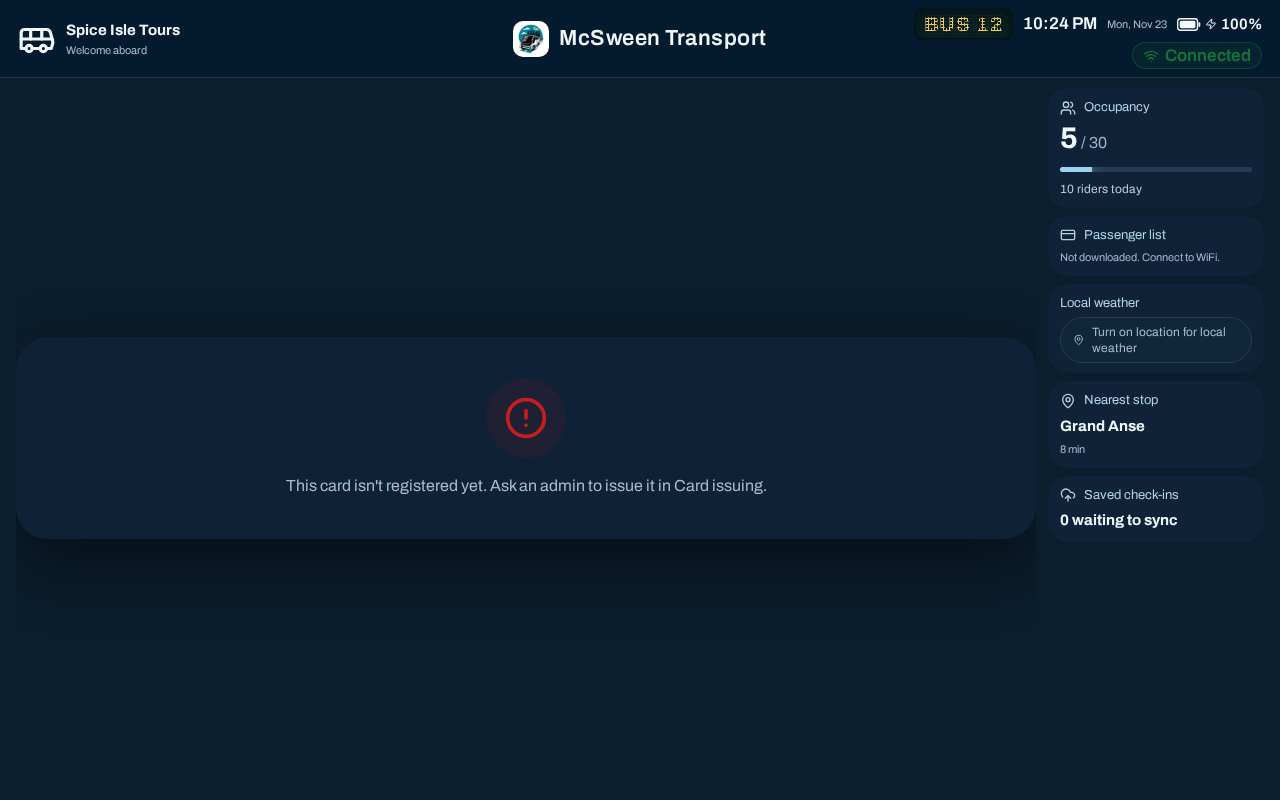 Spice Isle Tours
Welcome aboard
McSween Transport
BUS 12
10:24 PM
Mon, Nov 23
100%
Connected
Occupancy
5 / 30
10 riders today
Passenger list
Not downloaded. Connect to WiFi.
Local weather
Turn on location for local
weather
Nearest stop
Grand Anse
8 min
Saved check-ins
0 waiting to sync
This card isn't registered yet. Ask an admin to issue it in Card issuing.